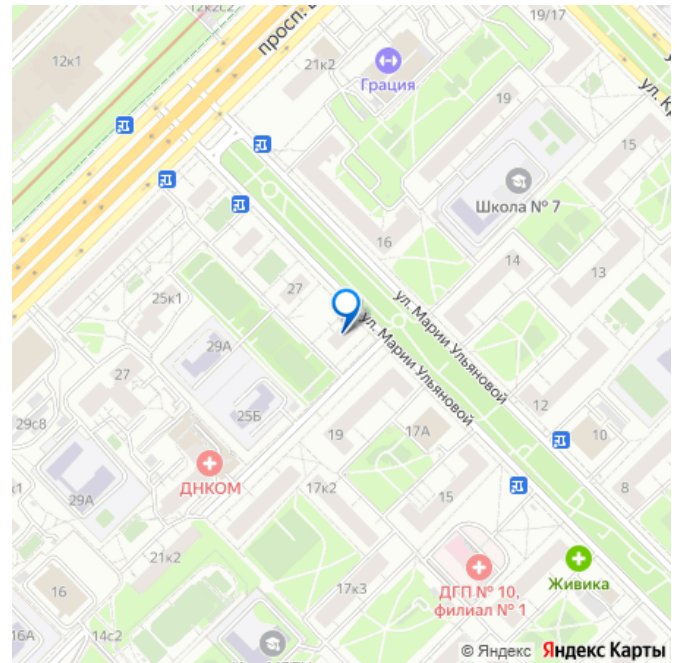 12к2с2
19/17
12к1
просп.
21к2
Грация
19
ул.
15
Школа № 7
16
14
13
27
25к1
ул. Марии Ульяновой
ул. Марии Ульяновой
29А
27
25Б
12
29с8
19
17А
10
ДНКОМ
17к2
15
8
29А
21к2
Живика
ДГП № 10,
филиал № 1
17к3
16
16А
14с2
© Яндекс Яндекс Карты